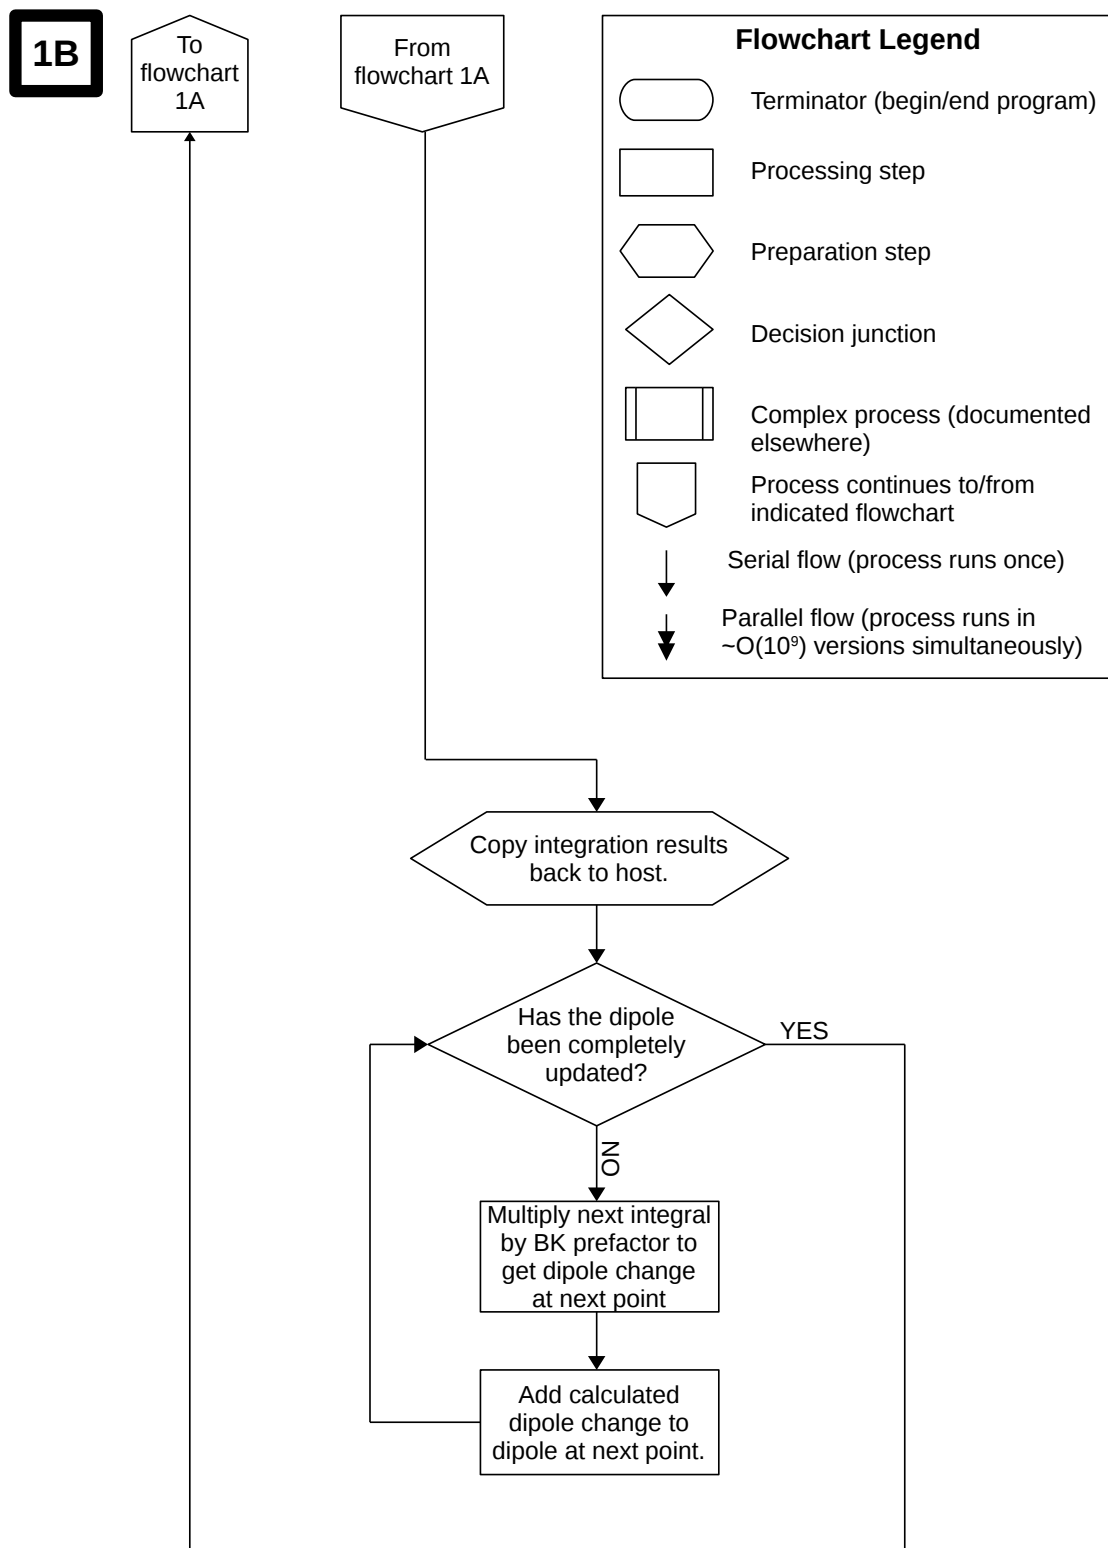 1B
To
flowchart
1A
From
flowchart 1A
Flowchart Legend
Terminator (begin/end program)
Processing step
Preparation step
Decision junction
Complex process (documented
elsewhere)
Process continues to/from
indicated flowchart
Serial flow (process runs once)
Parallel flow (process runs in
~O(10⁹) versions simultaneously)
Copy integration results
back to host.
Has the dipole
been completely
updated?
YES
NO
Multiply next integral
by BK prefactor to
get dipole change
at next point
Add calculated
dipole change to
dipole at next point.